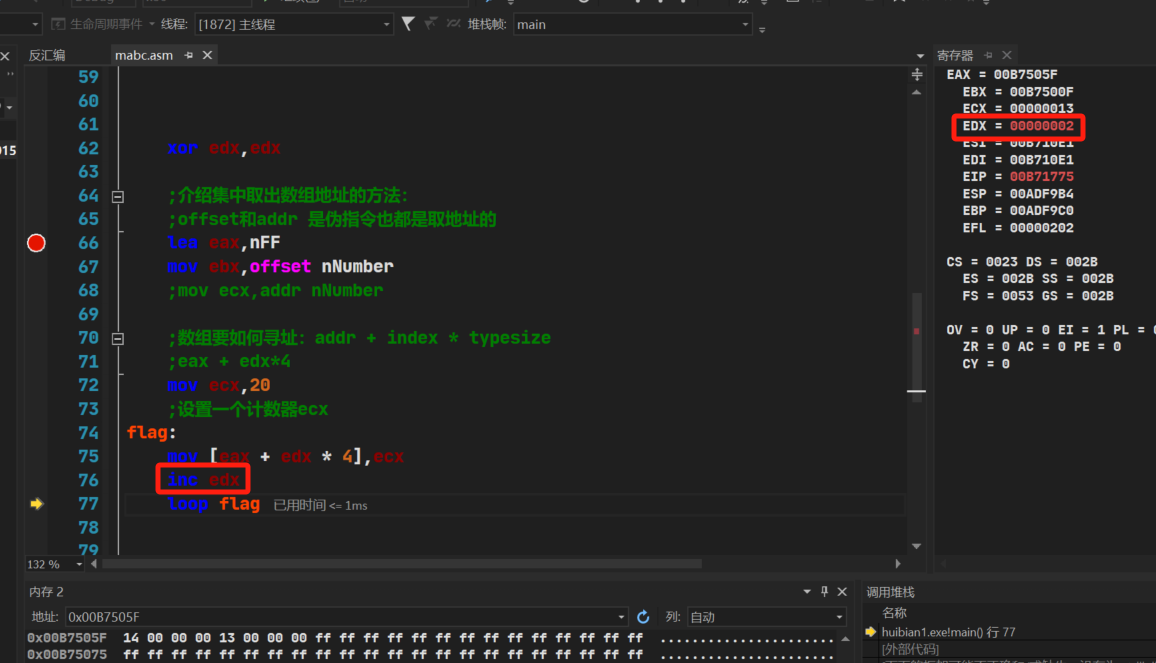 生命周期事件 线程: [1872] 主线程 堆栈帧: main
反汇编 mabc.asm
寄存器
59
60
61
62 xor edx,edx
63
64 ;介绍集中取出数组地址的方法:
65 ;offset和addr 是伪指令也都是取地址的
66 lea eax,nFF
67 mov ebx,offset nNumber
68 ;mov ecx,addr nNumber
69
70 ;数组要如何寻址: addr + index * typesize
71 ;eax + edx*4
72 mov ecx,20
73 ;设置一个计数器ecx
74 flag:
75 mov [eax + edx * 4],ecx
76 inc edx
77 loop flag 已用时间 <= 1ms
78
79
132 %
EAX = 00B7505F
EBX = 00B7500F
ECX = 00000013
EDX = 00000002
ESI = 00B710E1
EDI = 00B710E1
EIP = 00B71775
ESP = 00ADF9B4
EBP = 00ADF9C0
EFL = 00000202
CS = 0023 DS = 002B
ES = 002B SS = 002B
FS = 0053 GS = 002B
OV = 0 UP = 0 EI = 1 PL =
ZR = 0 AC = 0 PE = 0
CY = 0
内存 2
地址: 0x00B7505F 列: 自动
0x00B7505F 14 00 00 00 13 00 00 00 ff ff ff ff ff ff ff ff ff ff ff ff ff ff ......................
0x00B75075 ff ff ff ff ff ff ff ff ff ff ff ff ff ff ff ff ff ff ff ff ff ff ......................
调用堆栈
名称
huibian1.exe!main() 行 77
[外部代码]